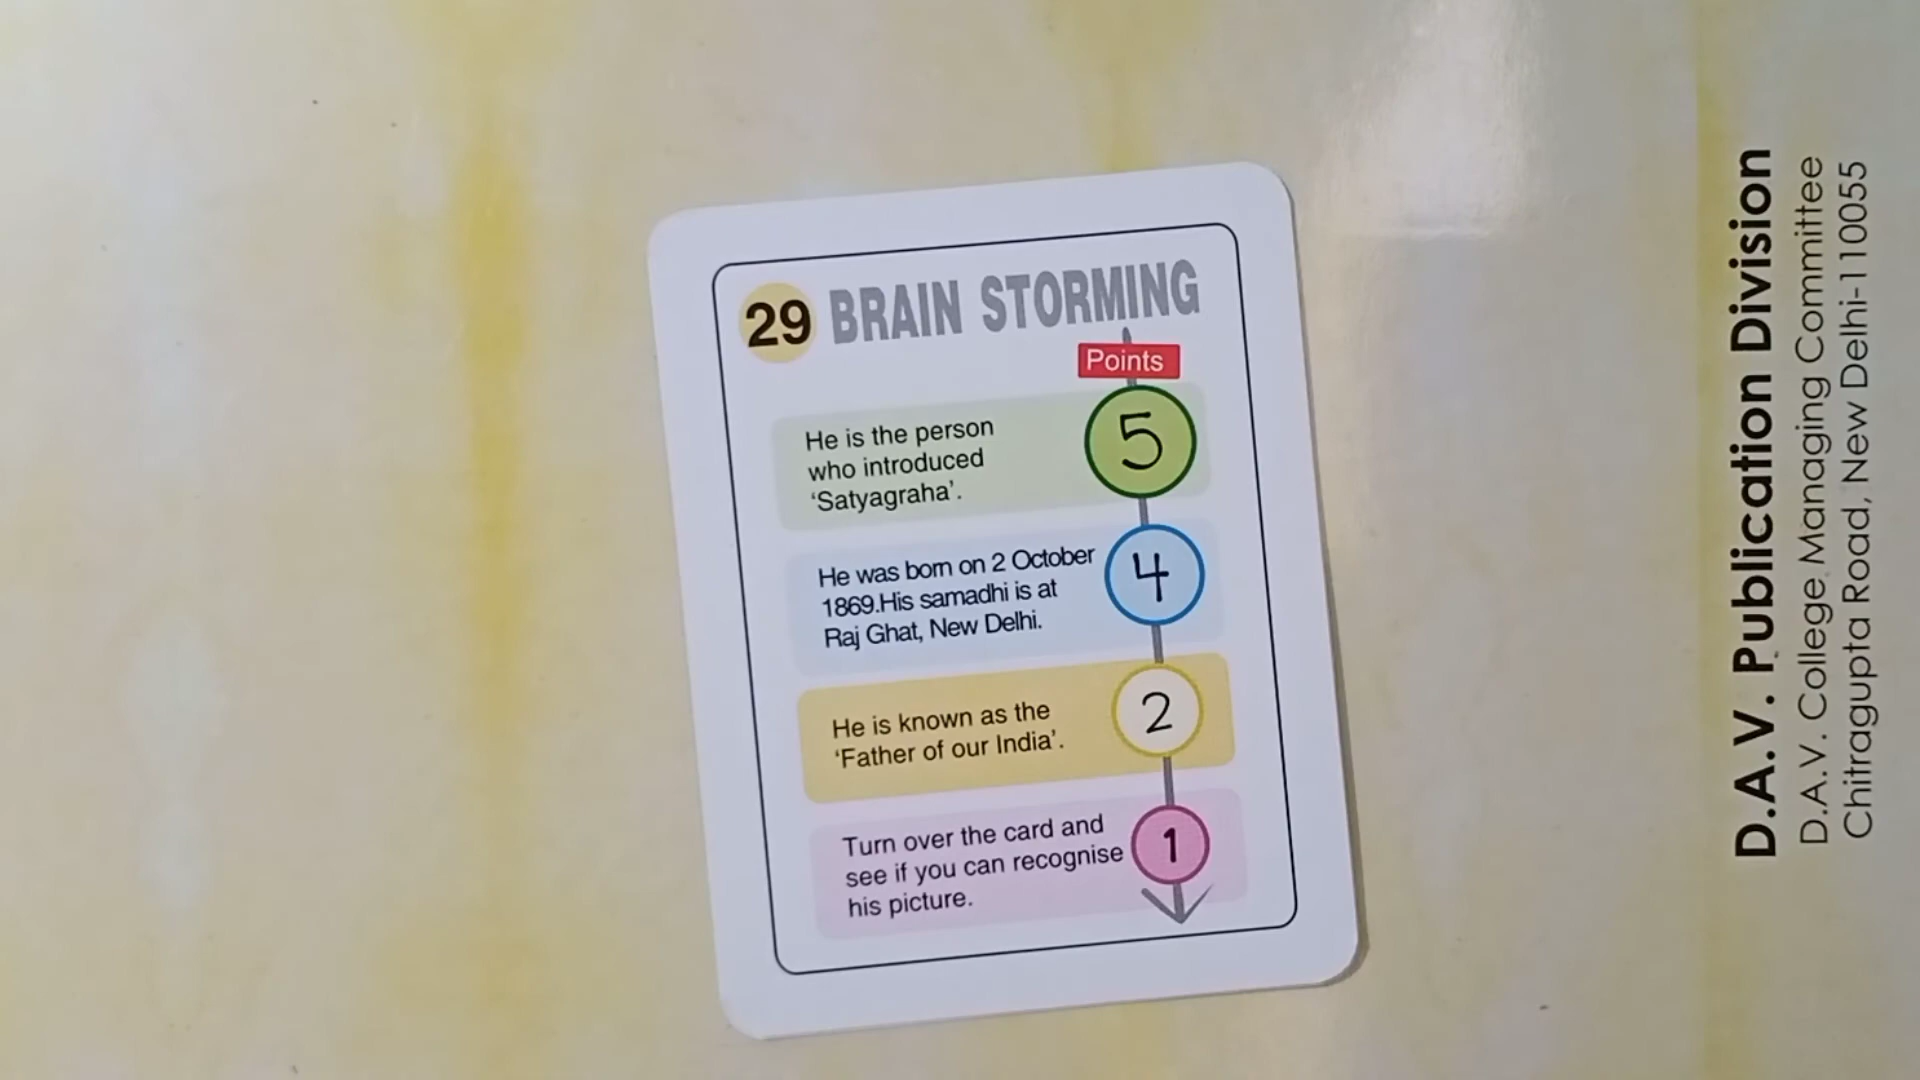 29 BRAIN STORMING
Points
He is the person
who introduced
‘Satyagraha’.
5
He was born on 2 October
1869.His samadhi is at
Raj Ghat, New Delhi.
4
He is known as the
‘Father of our India’.
2
Turn over the card and
see if you can recognise
his picture.
1
D.A.V. Publication Division
D.A.V. College Managing Committee
Chitragupta Road, New Delhi-110055